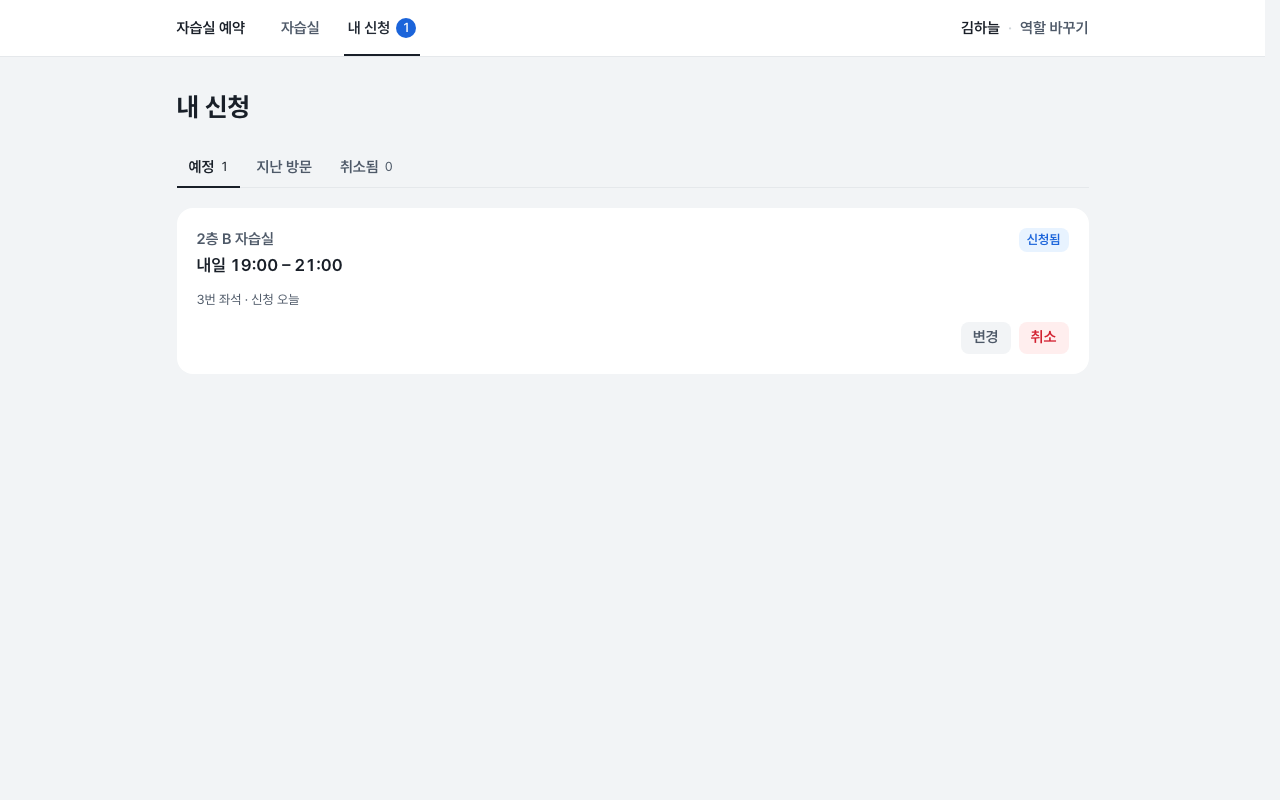 자습실 예약 자습실 내 신청 1 김하늘 · 역할 바꾸기
내 신청
예정 1 지난 방문 취소됨 0
2층 B 자습실 신청됨
내일 19:00 – 21:00
3번 좌석 · 신청 오늘
변경 취소